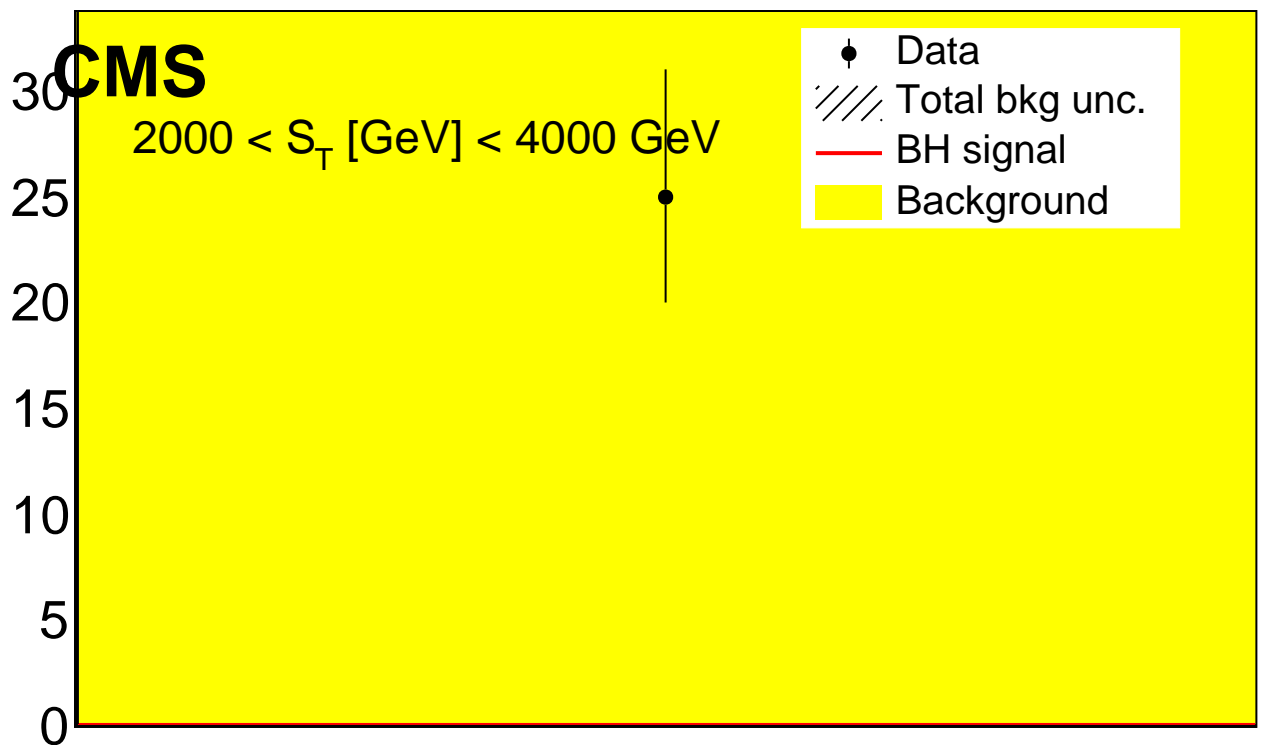 CMS
2000 < S_T [GeV] < 4000 GeV
Data
Total bkg unc.
BH signal
Background
30
25
20
15
10
5
0